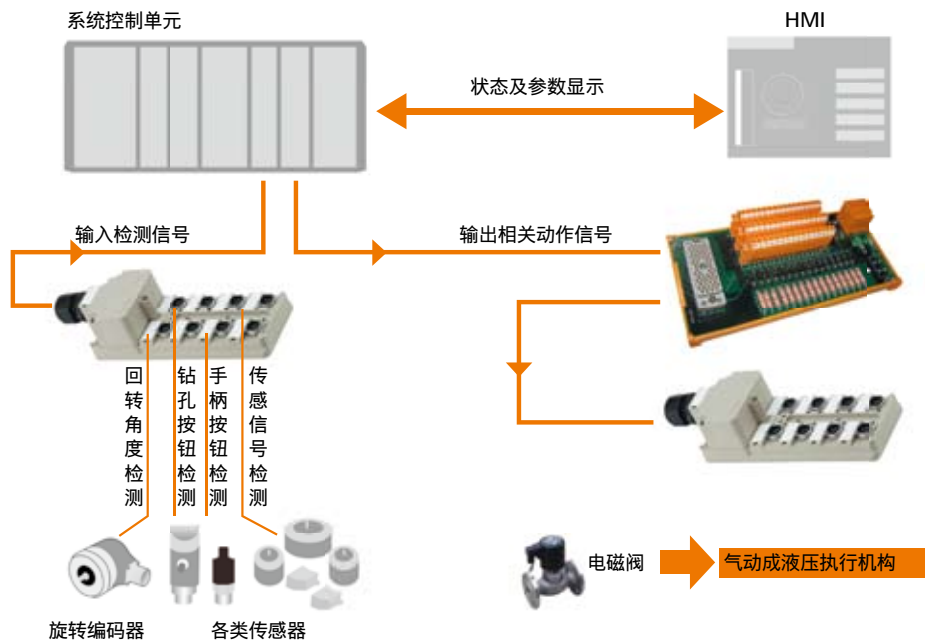 系统控制单元
HMI
状态及参数显示
输入检测信号
输出相关动作信号
回转角度检测
钻孔按钮检测
手柄按钮检测
传感信号检测
电磁阀
气动成液压执行机构
旋转编码器
各类传感器